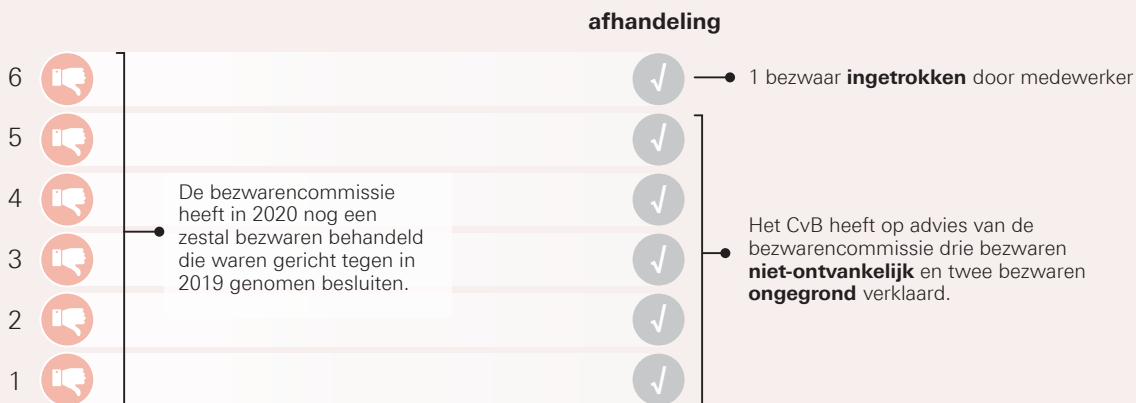 afhandeling
6
1 bezwaar ingetrokken door medewerker
5
4
De bezwarencommissie
heeft in 2020 nog een
zestal bezwaren behandeld
die waren gericht tegen in
2019 genomen besluiten.
Het CvB heeft op advies van de
bezwarencommissie drie bezwaren
niet-ontvankelijk en twee bezwaren
ongegrond verklaard.
3
2
1